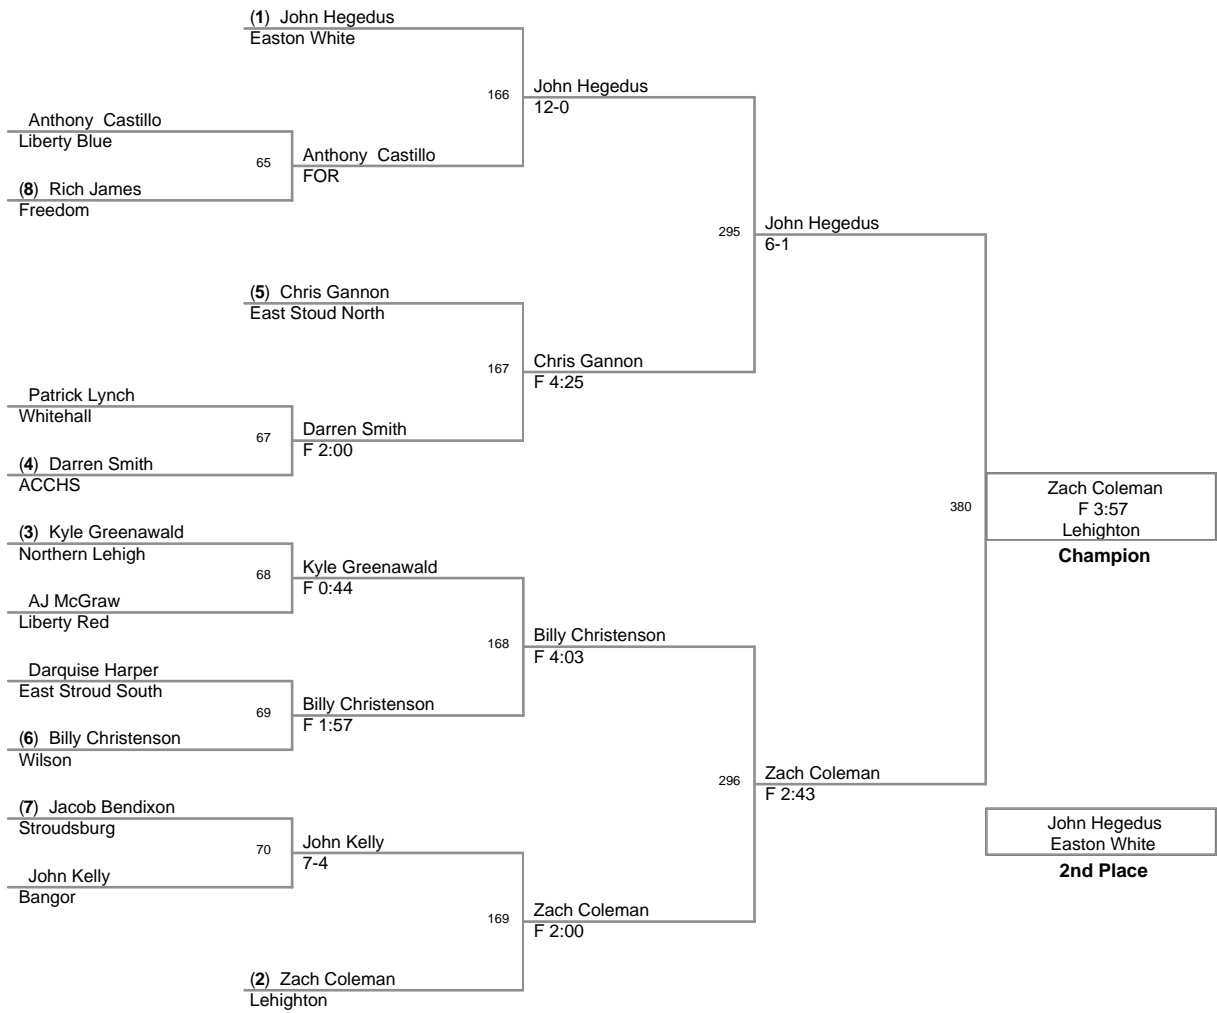 (1) John Hegedus
Easton White
166
John Hegedus
12-0
Anthony Castillo
Liberty Blue
65
Anthony Castillo
FOR
(8) Rich James
Freedom
295
John Hegedus
6-1
(5) Chris Gannon
East Stoud North
167
Chris Gannon
F 4:25
Patrick Lynch
Whitehall
67
Darren Smith
F 2:00
(4) Darren Smith
ACCHS
380
Zach Coleman
F 3:57
Lehighton
Champion
(3) Kyle Greenawald
Northern Lehigh
68
Kyle Greenawald
F 0:44
AJ McGraw
Liberty Red
168
Billy Christenson
F 4:03
Darquise Harper
East Stroud South
69
Billy Christenson
F 1:57
(6) Billy Christenson
Wilson
296
Zach Coleman
F 2:43
(7) Jacob Bendixon
Stroudsburg
70
John Kelly
7-4
John Kelly
Bangor
169
Zach Coleman
F 2:00
(2) Zach Coleman
Lehighton
John Hegedus
Easton White
2nd Place